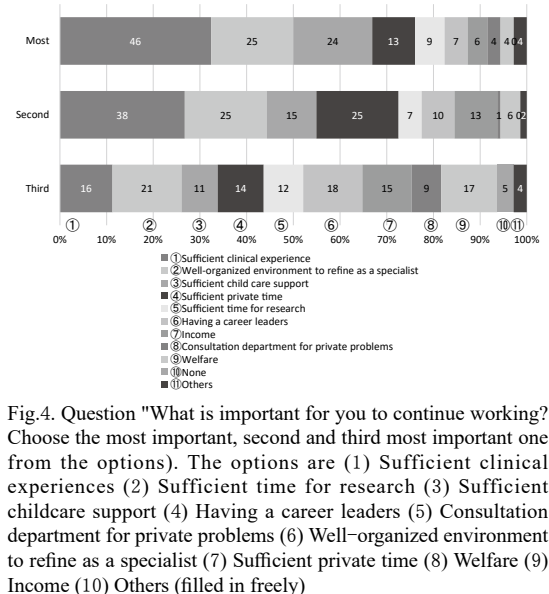 Most 46 25 24 13 9 7 6 4 4 0 4
Second 38 25 15 25 7 10 13 1 6 0 2
Third 16 21 11 14 12 18 15 9 17 5 4
① ② ③ ④ ⑤ ⑥ ⑦ ⑧ ⑨ ⑩ ⑪
0% 10% 20% 30% 40% 50% 60% 70% 80% 90% 100%
①Sufficient clinical experience
②Well-organized environment to refine as a specialist
③Sufficient child care support
④Sufficient private time
⑤Sufficient time for research
⑥Having a career leaders
⑦Income
⑧Consultation department for private problems
⑨Welfare
⑩None
⑪Others
Fig.4. Question "What is important for you to continue working?
Choose the most important, second and third most important one
from the options). The options are (1) Sufficient clinical
experiences (2) Sufficient time for research (3) Sufficient
childcare support (4) Having a career leaders (5) Consultation
department for private problems (6) Well-organized environment
to refine as a specialist (7) Sufficient private time (8) Welfare (9)
Income (10) Others (filled in freely)